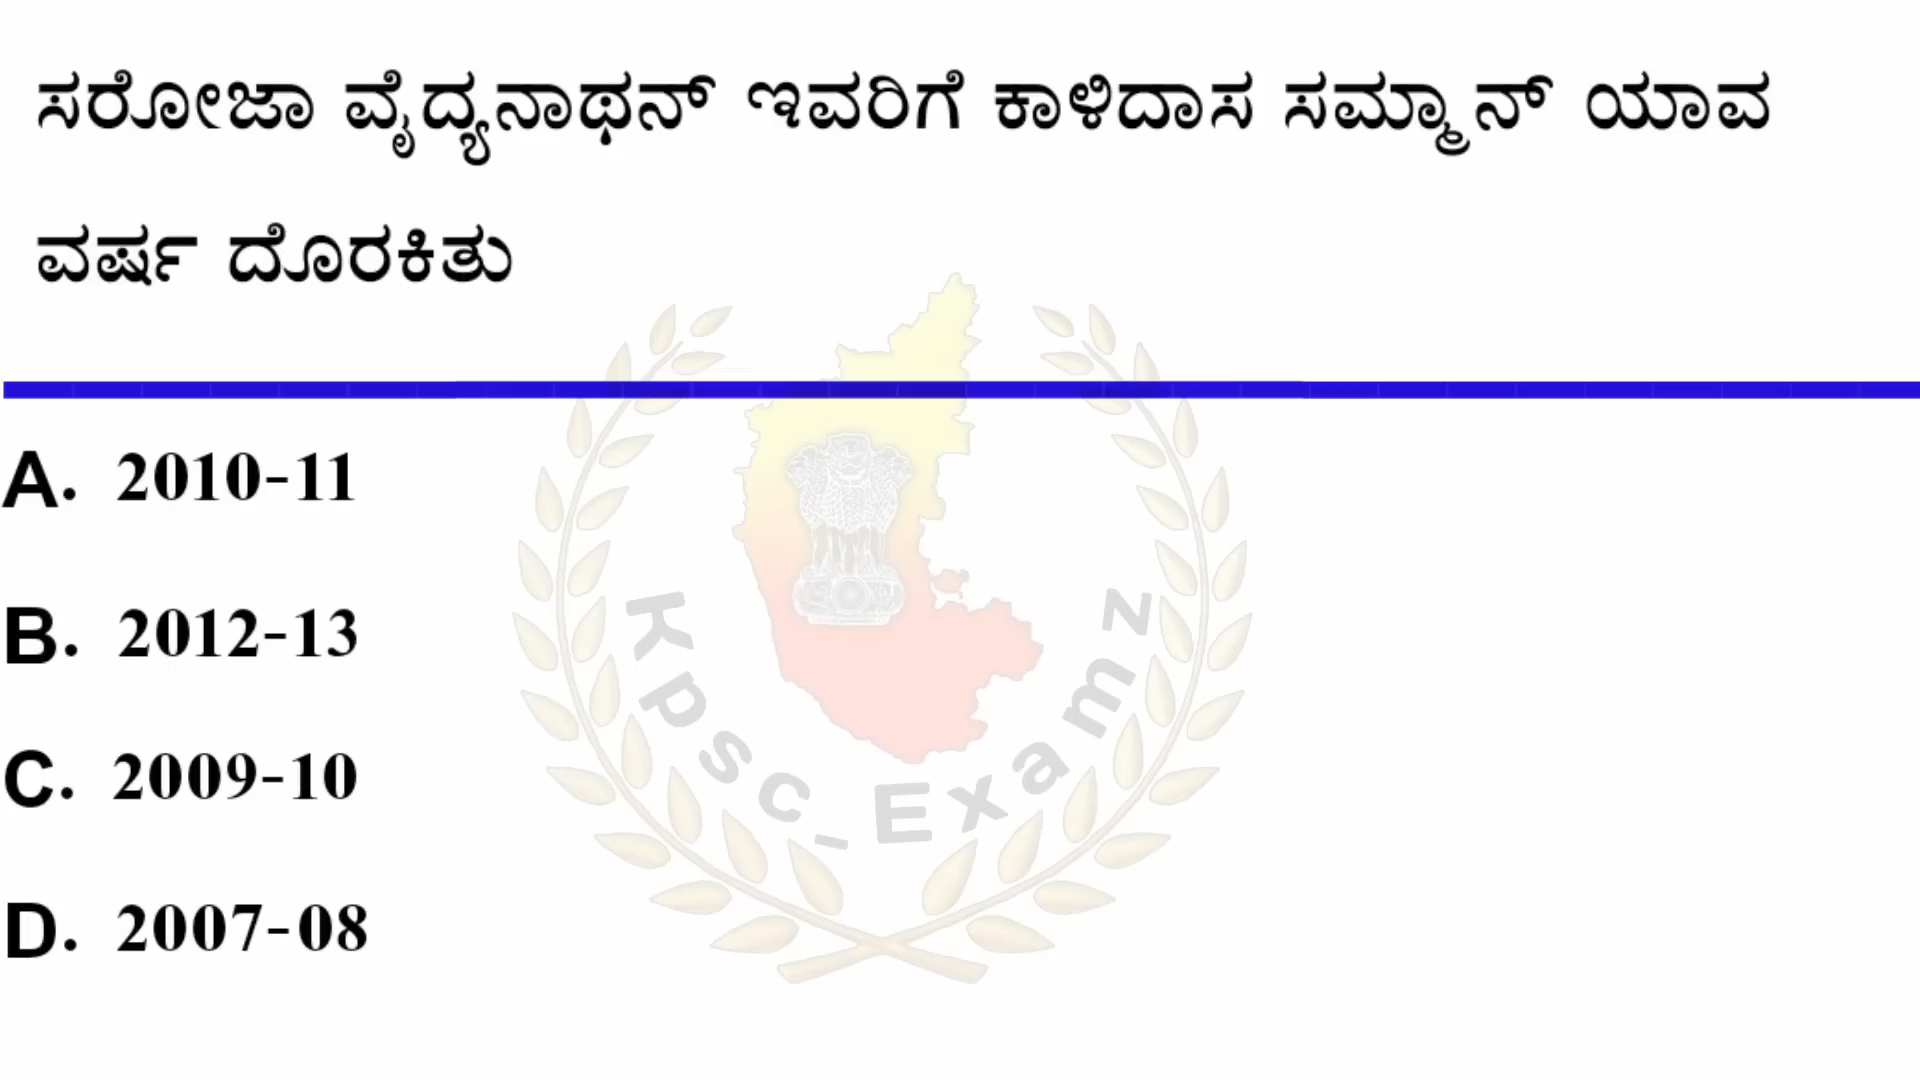 ಸರೋಜಾ ವೈದ್ಯನಾಥನ್ ಇವರಿಗೆ ಕಾಳಿದಾಸ ಸಮ್ಮಾನ್ ಯಾವ
ವರ್ಷ ದೊರಕಿತು
A. 2010-11
B. 2012-13
C. 2009-10
D. 2007-08
Kpsc_Examz